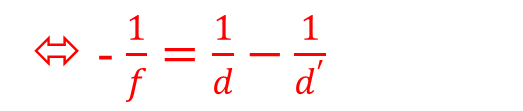 ⇔ - 1/f = 1/d − 1/d′